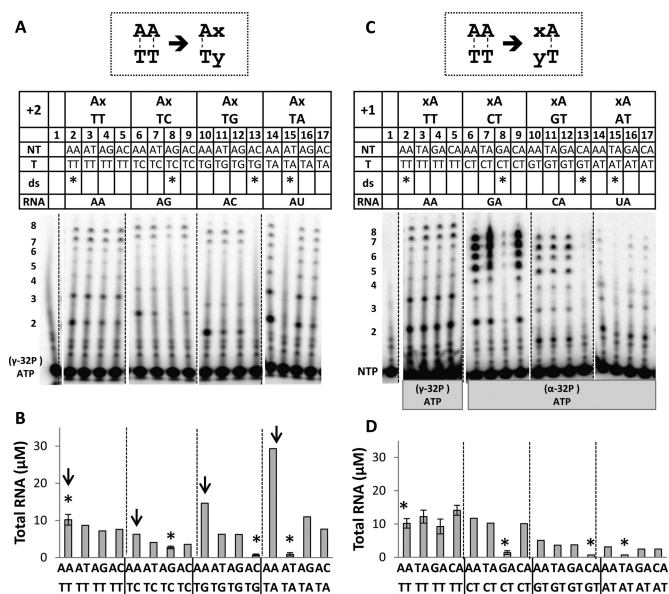 A
AA Ax
TT Ty
+2 Ax Ax Ax Ax
TT TC TG TA
1 2 3 4 5 6 7 8 9 10 11 12 13 14 15 16 17
NT AA AT AG AC AA AT AG AC AA AT AG AC AA AT AG AC
T TT TT TT TT TC TC TC TC TG TG TG TG TA TA TA TA
ds * * * *
RNA AA AG AC AU
8
7
6
5
4
3
2
(γ-32P)
ATP
B
Total RNA (μM)
30
20
10
0
* * * *
AA AT AG AC AA AT AG AC AA AT AG AC AA AT AG AC
TT TT TT TT TC TC TC TC TG TG TG TG TA TA TA TA
C
AA xA
TT yT
+1 xA xA xA xA
TT CT GT AT
1 2 3 4 5 6 7 8 9 10 11 12 13 14 15 16 17
NT AA TA GA CA AA TA GA CA AA TA GA CA AA TA GA CA
T TT TT TT TT CT CT CT CT GT GT GT GT AT AT AT AT
ds * * * *
RNA AA GA CA UA
8
7
6
5
4
3
2
NTP
(γ-32P) (α-32P)
ATP ATP
D
Total RNA (μM)
30
20
10
0
* * * *
AA TA GA CA AA TA GA CA AA TA GA CA AA TA GA CA
TT TT TT TT CT CT CT CT GT GT GT GT AT AT AT AT